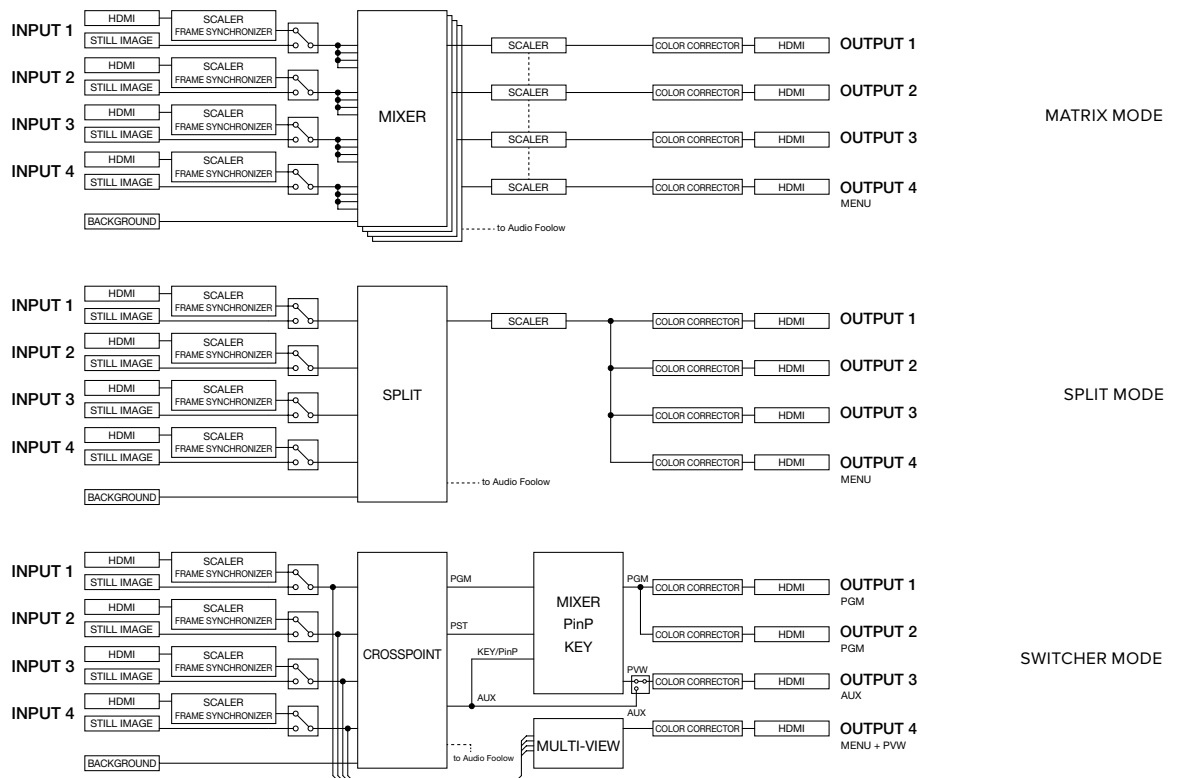 INPUT 1
HDMI
STILL IMAGE
SCALER
FRAME SYNCHRONIZER
INPUT 2
HDMI
STILL IMAGE
SCALER
FRAME SYNCHRONIZER
INPUT 3
HDMI
STILL IMAGE
SCALER
FRAME SYNCHRONIZER
INPUT 4
HDMI
STILL IMAGE
SCALER
FRAME SYNCHRONIZER
BACKGROUND
MIXER
to Audio Foolow
SCALER
COLOR CORRECTOR
HDMI
OUTPUT 1
SCALER
COLOR CORRECTOR
HDMI
OUTPUT 2
SCALER
COLOR CORRECTOR
HDMI
OUTPUT 3
SCALER
COLOR CORRECTOR
HDMI
OUTPUT 4
MENU
MATRIX MODE
INPUT 1
HDMI
STILL IMAGE
SCALER
FRAME SYNCHRONIZER
INPUT 2
HDMI
STILL IMAGE
SCALER
FRAME SYNCHRONIZER
INPUT 3
HDMI
STILL IMAGE
SCALER
FRAME SYNCHRONIZER
INPUT 4
HDMI
STILL IMAGE
SCALER
FRAME SYNCHRONIZER
BACKGROUND
SPLIT
to Audio Foolow
SCALER
COLOR CORRECTOR
HDMI
OUTPUT 1
COLOR CORRECTOR
HDMI
OUTPUT 2
COLOR CORRECTOR
HDMI
OUTPUT 3
COLOR CORRECTOR
HDMI
OUTPUT 4
MENU
SPLIT MODE
INPUT 1
HDMI
STILL IMAGE
SCALER
FRAME SYNCHRONIZER
INPUT 2
HDMI
STILL IMAGE
SCALER
FRAME SYNCHRONIZER
INPUT 3
HDMI
STILL IMAGE
SCALER
FRAME SYNCHRONIZER
INPUT 4
HDMI
STILL IMAGE
SCALER
FRAME SYNCHRONIZER
BACKGROUND
CROSSPOINT
PGM
PST
KEY/PinP
AUX
to Audio Foolow
MIXER
PinP
KEY
MULTI-VIEW
PGM
PVW
AUX
COLOR CORRECTOR
HDMI
OUTPUT 1
PGM
COLOR CORRECTOR
HDMI
OUTPUT 2
PGM
COLOR CORRECTOR
HDMI
OUTPUT 3
AUX
COLOR CORRECTOR
HDMI
OUTPUT 4
MENU + PVW
SWITCHER MODE